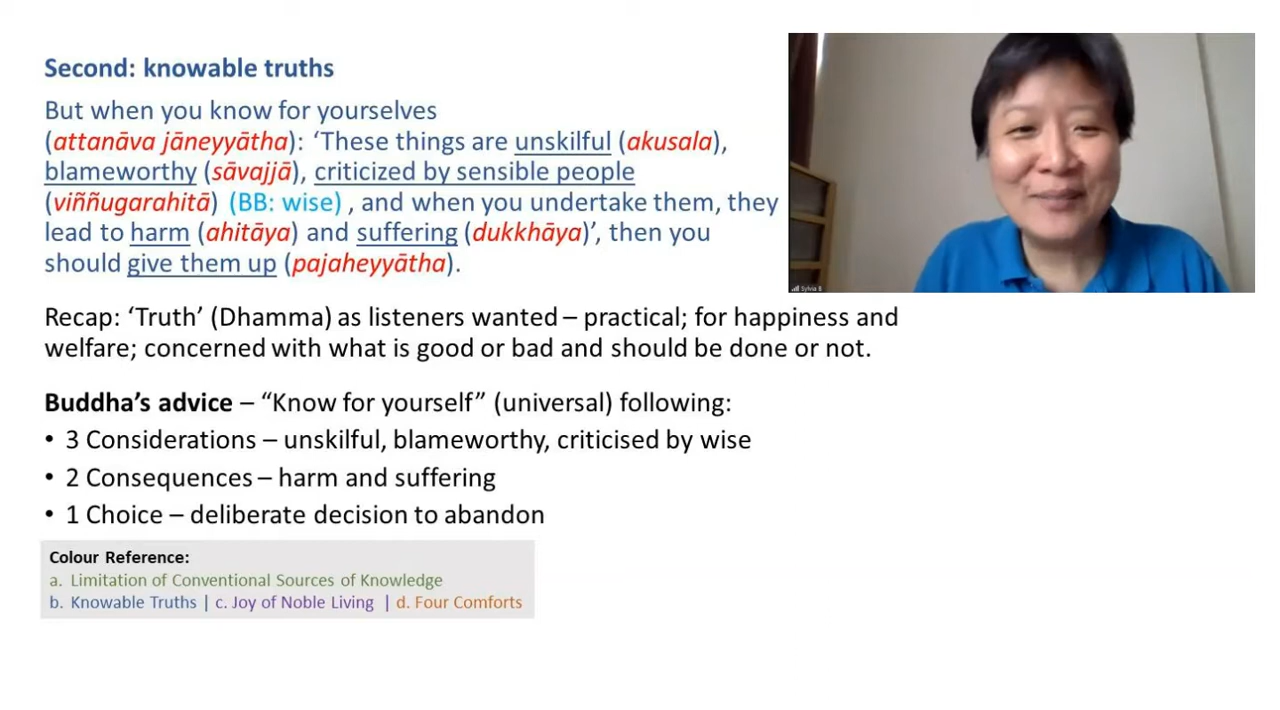 Second: knowable truths
But when you know for yourselves
(attanāva jāneyyātha): ‘These things are unskilful (akusala),
blameworthy (sāvajjā), criticized by sensible people
(viññugarahitā) (BB: wise) , and when you undertake them, they
lead to harm (ahitāya) and suffering (dukkhāya)’, then you
should give them up (pajaheyyātha).
Recap: ‘Truth’ (Dhamma) as listeners wanted – practical; for happiness and
welfare; concerned with what is good or bad and should be done or not.
Buddha’s advice – “Know for yourself” (universal) following:
• 3 Considerations – unskilful, blameworthy, criticised by wise
• 2 Consequences – harm and suffering
• 1 Choice – deliberate decision to abandon
Colour Reference:
a. Limitation of Conventional Sources of Knowledge
b. Knowable Truths | c. Joy of Noble Living | d. Four Comforts